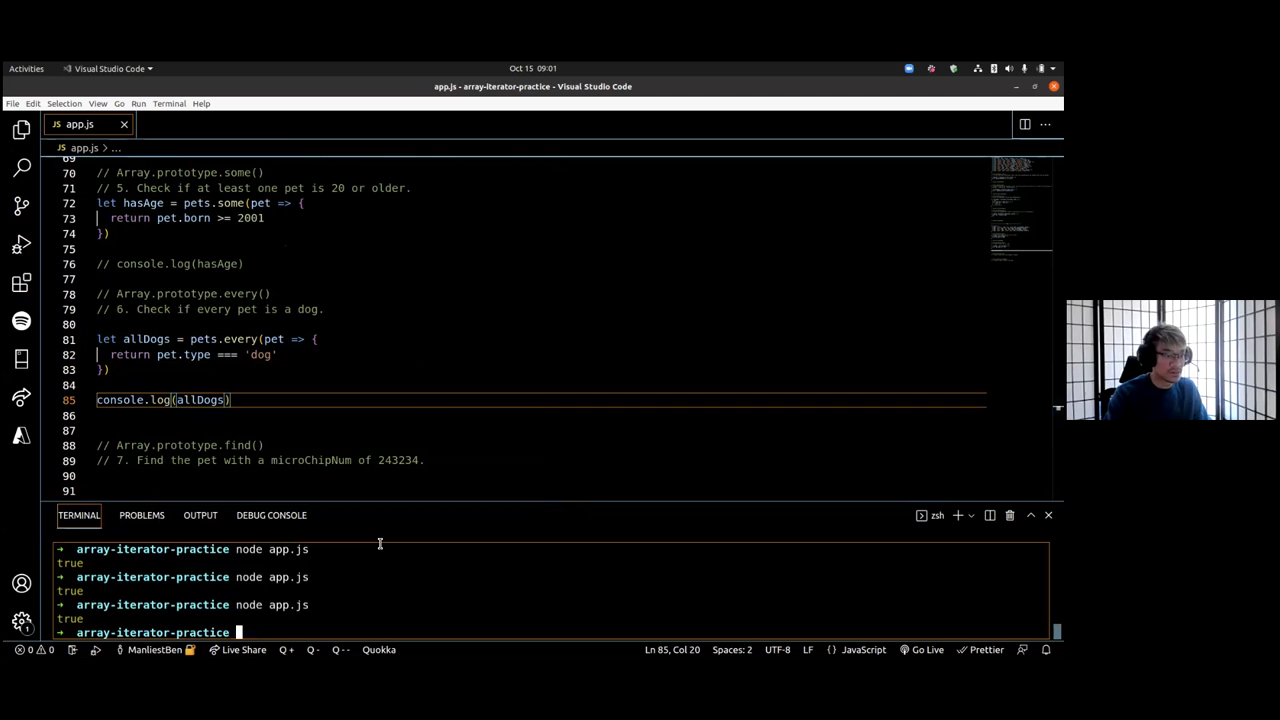 Activities
Visual Studio Code
Oct 15 09:01
app.js - array-iterator-practice - Visual Studio Code
File Edit Selection View Go Run Terminal Help
JS app.js
JS app.js > ...
69
70 // Array.prototype.some()
71 // 5. Check if at least one pet is 20 or older.
72 let hasAge = pets.some(pet => {
73 return pet.born >= 2001
74 })
75
76 // console.log(hasAge)
77
78 // Array.prototype.every()
79 // 6. Check if every pet is a dog.
80
81 let allDogs = pets.every(pet => {
82 return pet.type === 'dog'
83 })
84
85 console.log(allDogs)
86
87
88 // Array.prototype.find()
89 // 7. Find the pet with a microChipNum of 243234.
90
91
TERMINAL PROBLEMS OUTPUT DEBUG CONSOLE
zsh
➜ array-iterator-practice node app.js
true
➜ array-iterator-practice node app.js
true
➜ array-iterator-practice node app.js
true
➜ array-iterator-practice
1
0 0 ManliestBen Live Share Q+ Q- Q-- Quokka Ln 85, Col 20 Spaces: 2 UTF-8 LF { } JavaScript Go Live Prettier